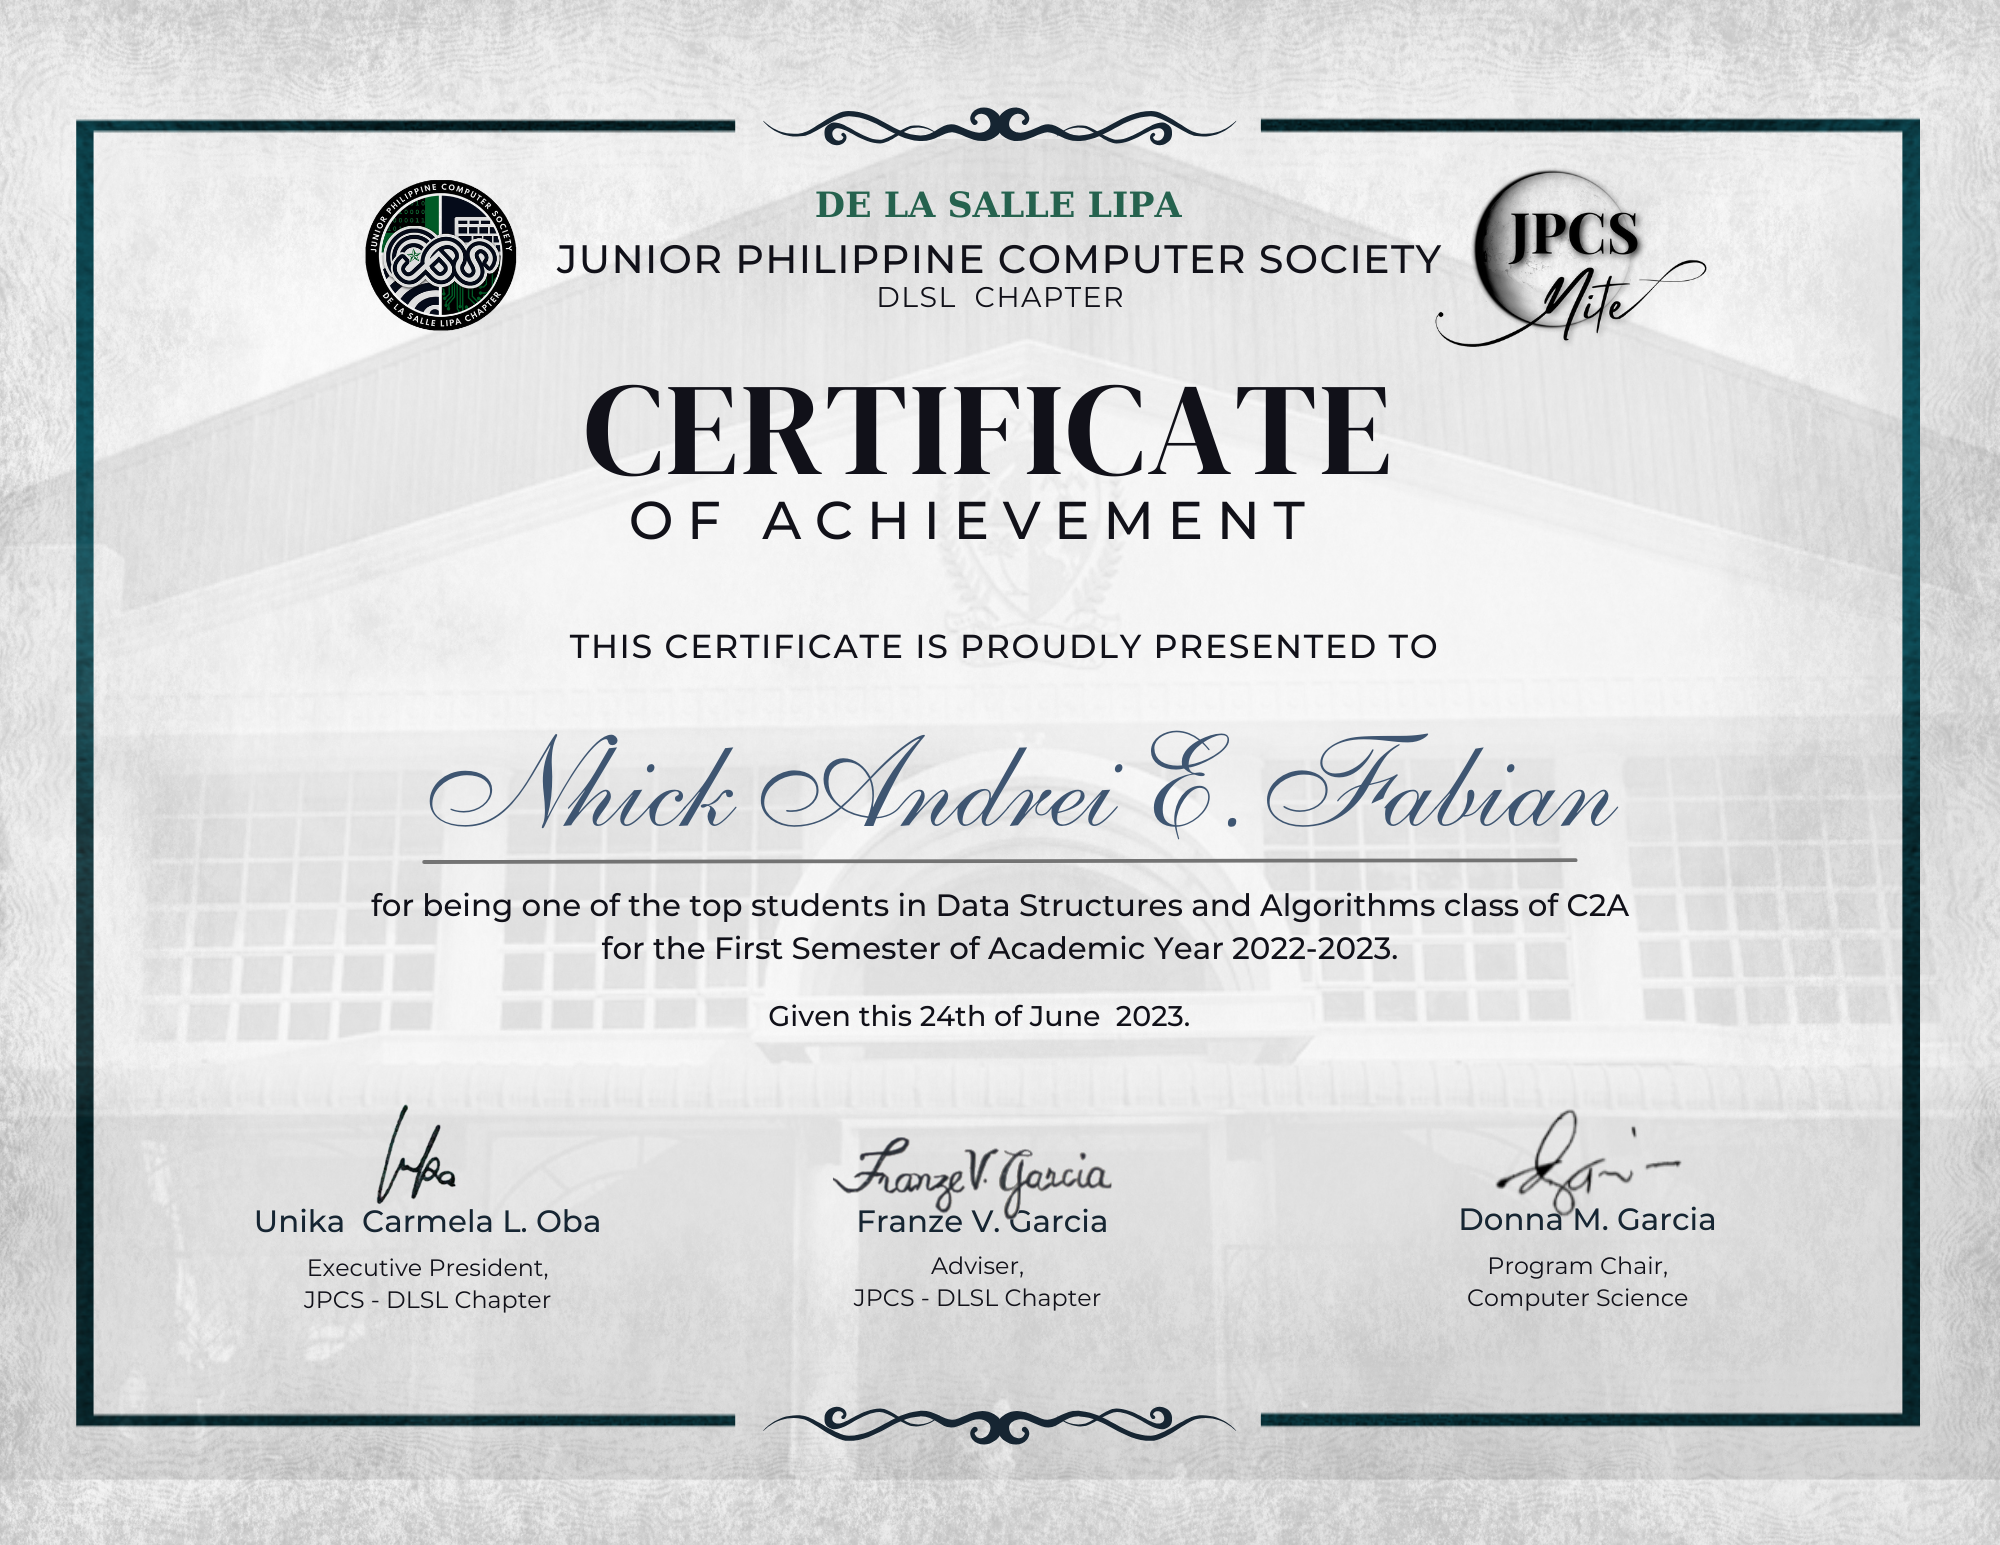 DE LA SALLE LIPA
JUNIOR PHILIPPINE COMPUTER SOCIETY
DLSL CHAPTER
JUNIOR PHILIPPINE COMPUTER SOCIETY
DE LA SALLE LIPA CHAPTER
JPCS
Nite
CERTIFICATE
OF ACHIEVEMENT
THIS CERTIFICATE IS PROUDLY PRESENTED TO
Nhick Andrei E. Fabian
for being one of the top students in Data Structures and Algorithms class of C2A
for the First Semester of Academic Year 2022-2023.
Given this 24th of June 2023.
Franze V. Garcia
Unika Carmela L. Oba
Executive President,
JPCS - DLSL Chapter
Franze V. Garcia
Adviser,
JPCS - DLSL Chapter
Donna M. Garcia
Program Chair,
Computer Science